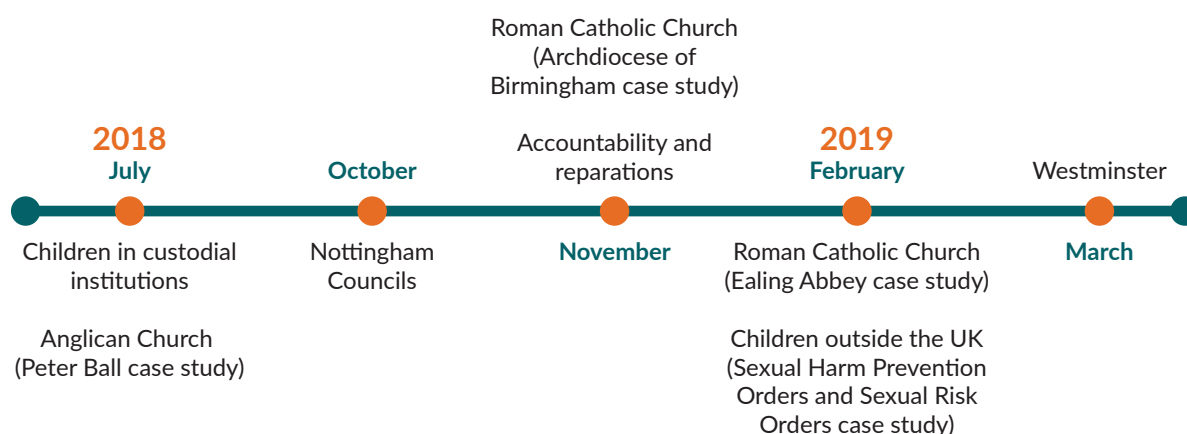 Roman Catholic Church
(Archdiocese of
Birmingham case study)
2018
July
October
Accountability and
reparations
2019
February
Westminster
Children in custodial
institutions
Anglican Church
(Peter Ball case study)
Nottingham
Councils
November
Roman Catholic Church
(Ealing Abbey case study)
Children outside the UK
(Sexual Harm Prevention
Orders and Sexual Risk
Orders case study)
March